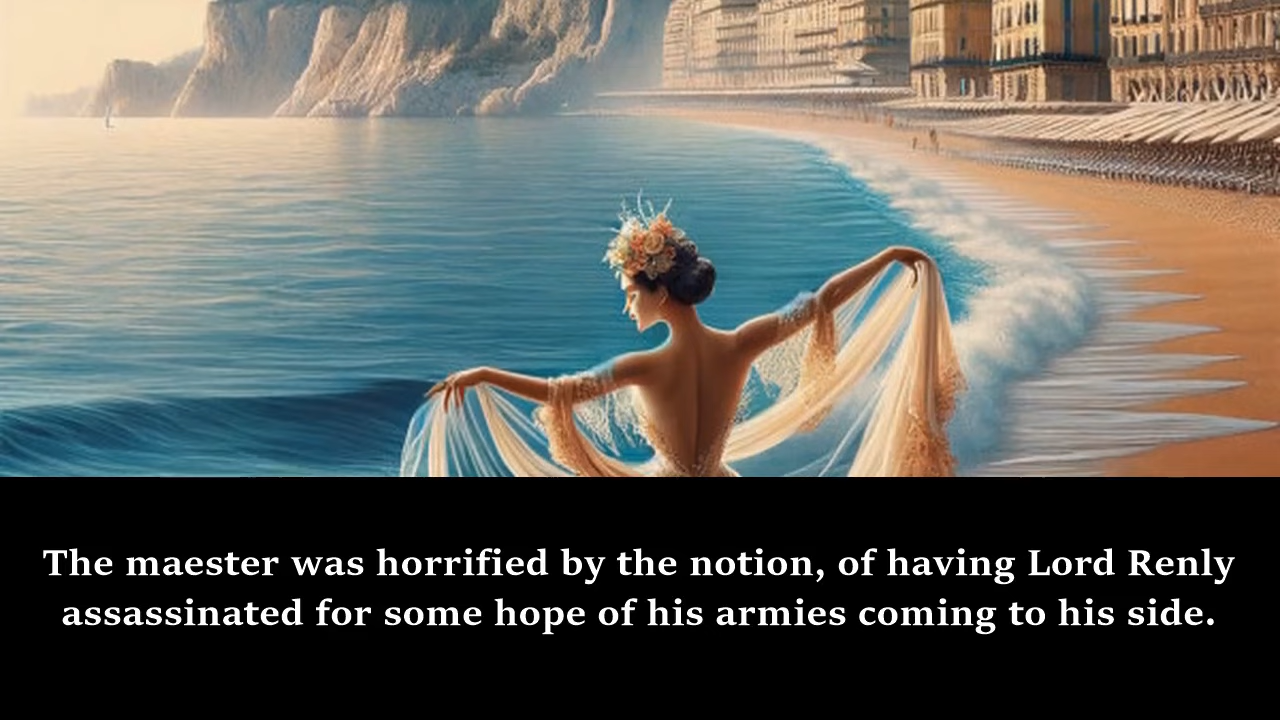 The maester was horrified by the notion, of having Lord Renly
assassinated for some hope of his armies coming to his side.